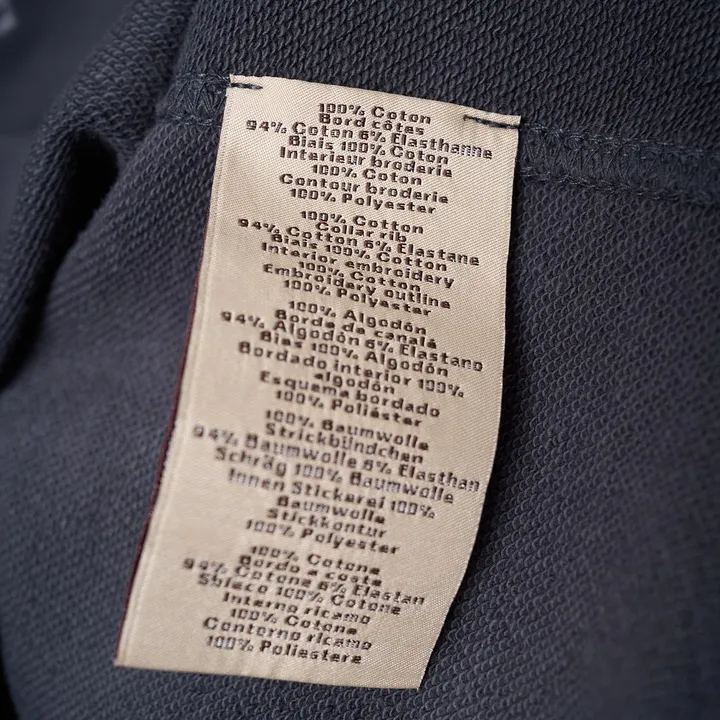 100% Coton
Bord côtes
94% Coton 6% Elasthanne
Biais 100% Coton
Interieur broderie
100% Coton
Contour broderie
100% Polyester
100% Cotton
Collar rib
94% Cotton 6% Elastane
Biais 100% Cotton
Interior embroidery
100% Cotton
Embroidery outline
100% Polyester
100% Algodón
Borde de canalé
94% Algodón 6% Elastano
Bies 100% Algodón
Bordado interior 100%
algodón
Esquema bordado
100% Poliéster
100% Baumwolle
Strickbündchen
94% Baumwolle 6% Elasthan
Schräg 100% Baumwolle
Innen Stickerei 100%
Baumwolle
Stickkontur
100% Polyester
100% Cotone
Bordo a coste
94% Cotone 6% Elastan
Sbieco 100% Cotone
Interno ricamo
100% Cotone
Contorno ricamo
100% Poliestere